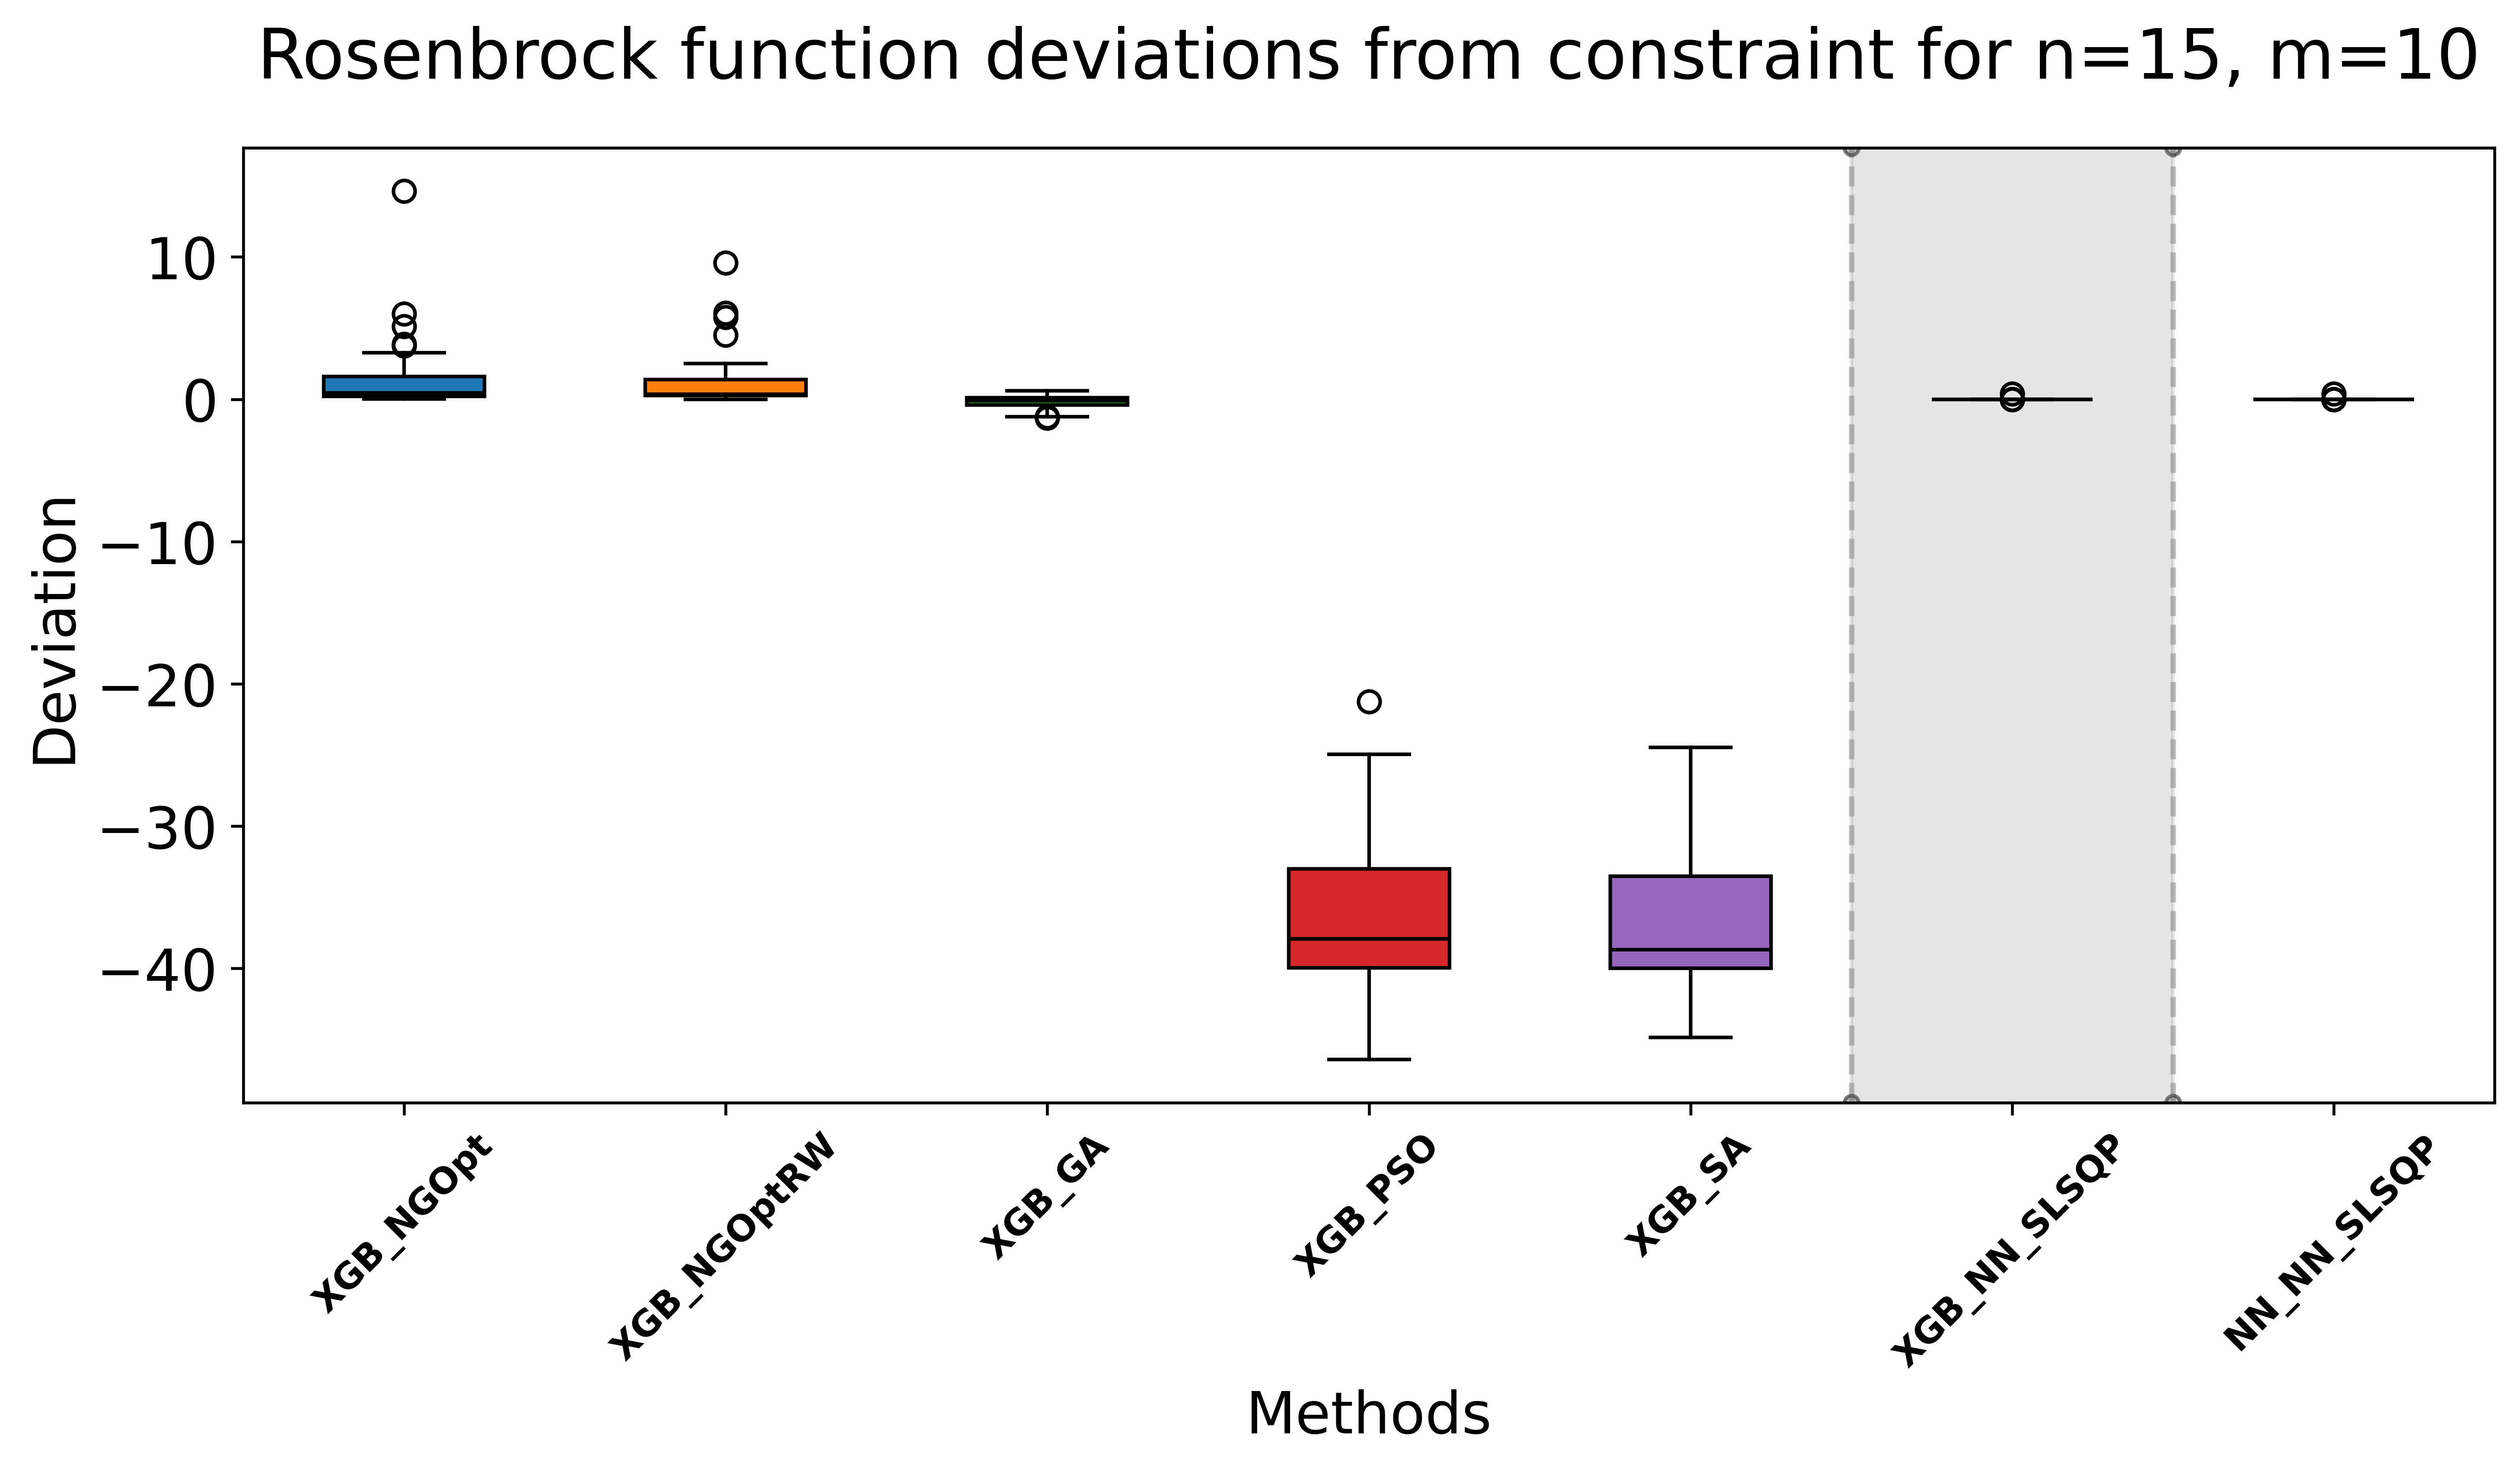 Rosenbrock function deviations from constraint for n=15, m=10
Deviation
10
0
−10
−20
−30
−40
XGB_NGOpt
XGB_NGOptRW
XGB_GA
XGB_PSO
XGB_SA
XGB_NN_SLSQP
NN_NN_SLSQP
Methods